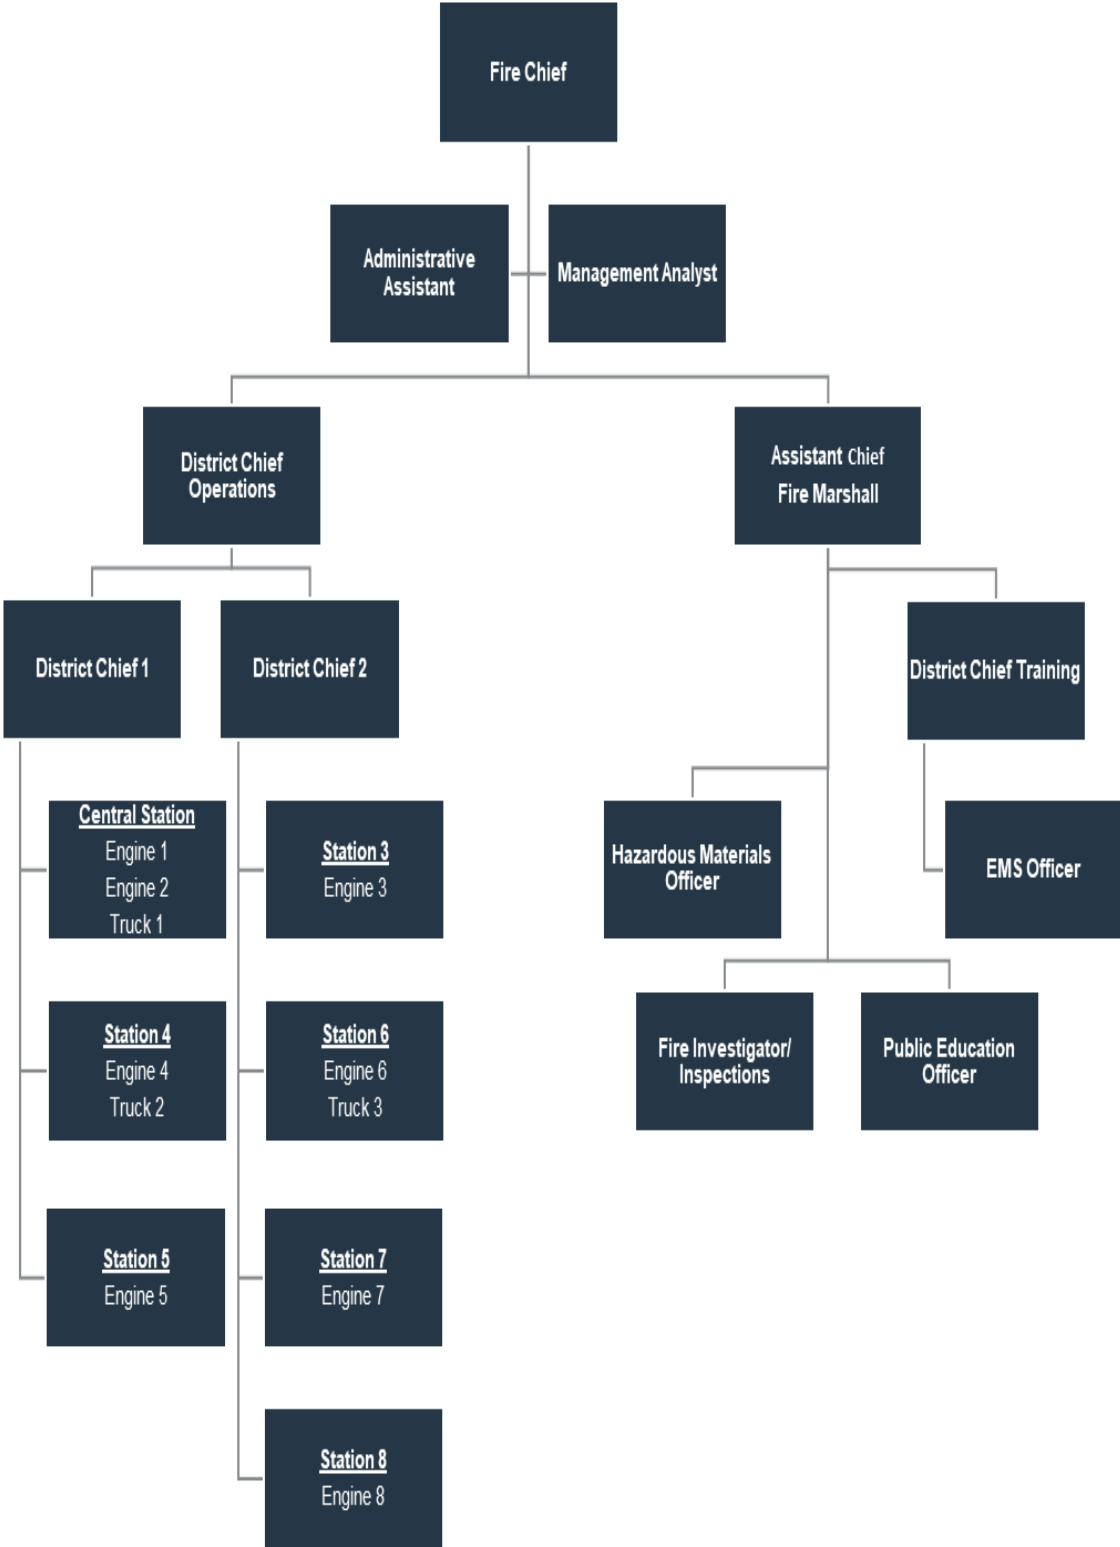 Fire Chief
Administrative
Assistant
Management Analyst
District Chief
Operations
Assistant Chief
Fire Marshall
District Chief 1
District Chief 2
District Chief Training
Central Station
Engine 1
Engine 2
Truck 1
Station 3
Engine 3
Hazardous Materials
Officer
EMS Officer
Station 4
Engine 4
Truck 2
Station 6
Engine 6
Truck 3
Fire Investigator/
Inspections
Public Education
Officer
Station 5
Engine 5
Station 7
Engine 7
Station 8
Engine 8